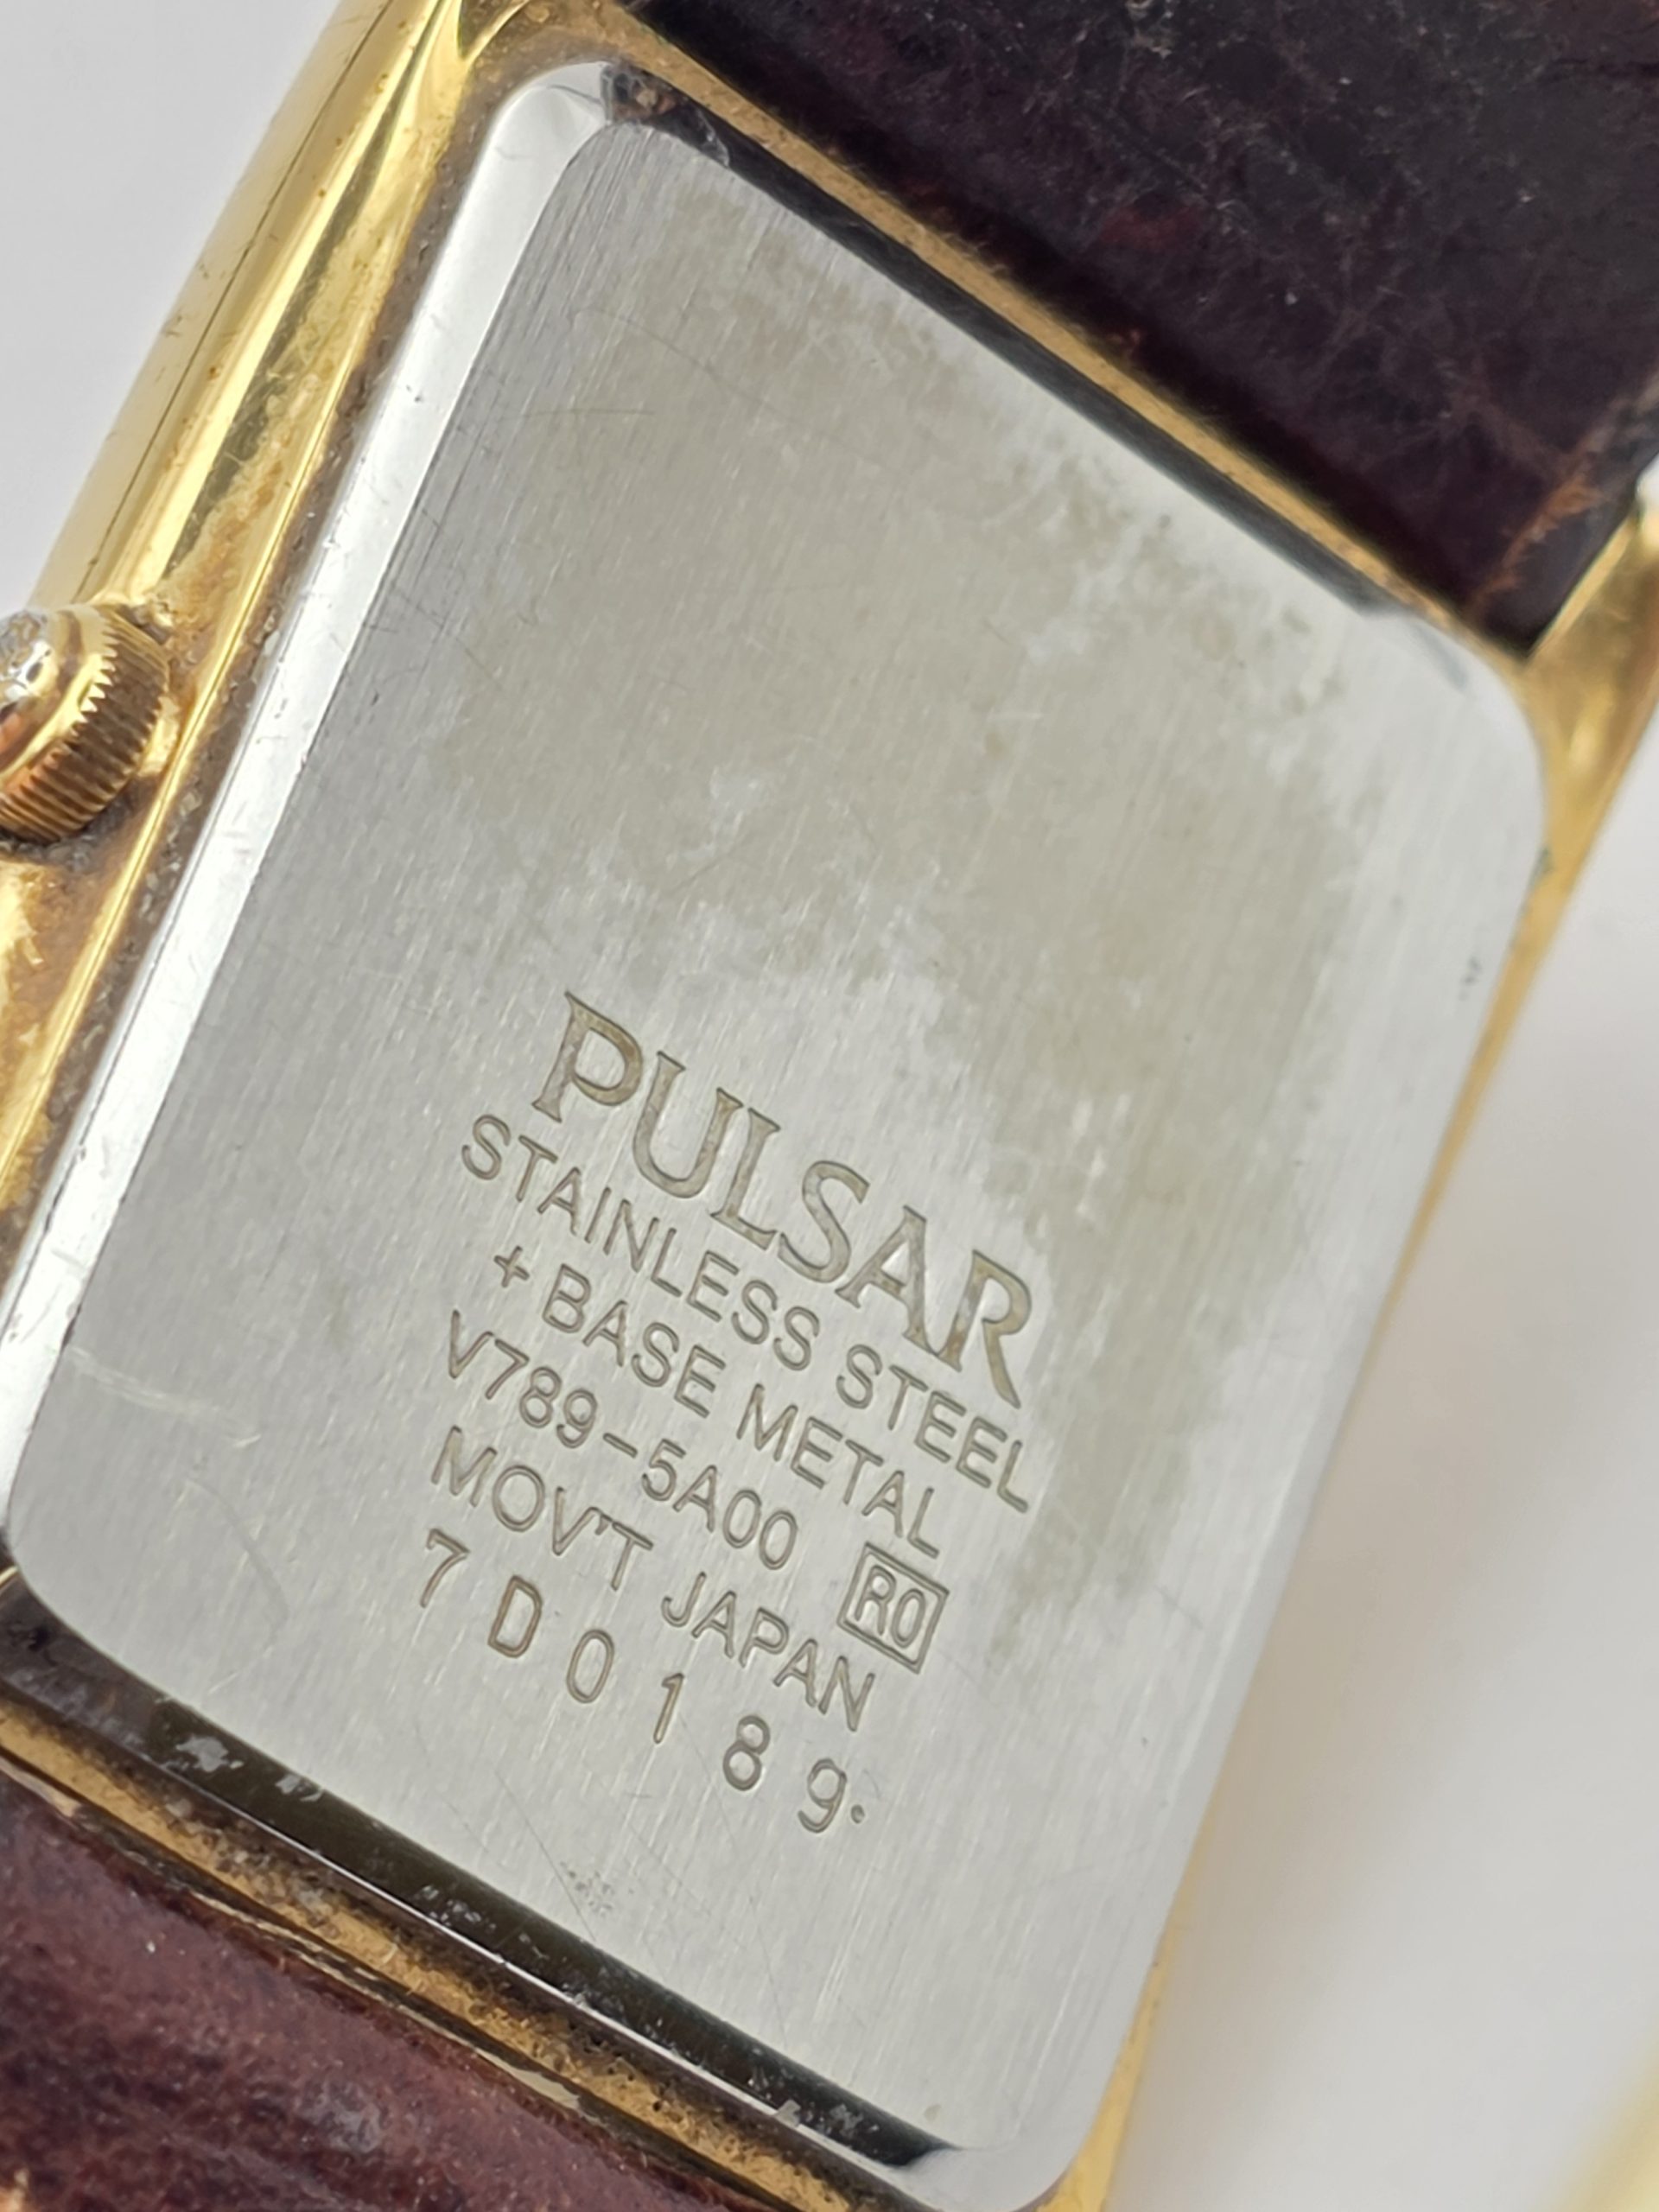 PULSAR
STAINLESS STEEL
+ BASE METAL
V789-5A00 R0
MOV'T JAPAN
7D0189.